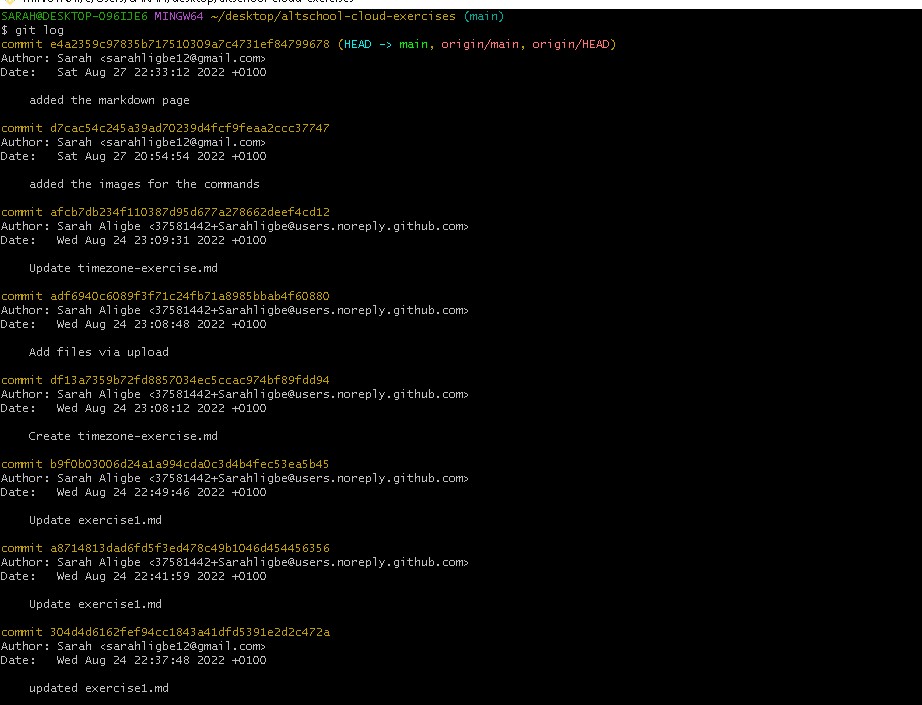 SARAH@DESKTOP-O96IJE6 MINGW64 ~/desktop/altschool-cloud-exercises (main)
$ git log
commit e4a2359c97835b717510309a7c4731ef84799678 (HEAD -> main, origin/main, origin/HEAD)
Author: Sarah <sarahligbe12@gmail.com>
Date:   Sat Aug 27 22:33:12 2022 +0100
    added the markdown page
commit d7cac54c245a39ad70239d4fcf9feaa2ccc37747
Author: Sarah <sarahligbe12@gmail.com>
Date:   Sat Aug 27 20:54:54 2022 +0100
    added the images for the commands
commit afcb7db234f110387d95d677a278662deef4cd12
Author: Sarah Aligbe <37581442+Sarahligbe@users.noreply.github.com>
Date:   Wed Aug 24 23:09:31 2022 +0100
    Update timezone-exercise.md
commit adf6940c6089f3f71c24fb71a8985bbab4f60880
Author: Sarah Aligbe <37581442+Sarahligbe@users.noreply.github.com>
Date:   Wed Aug 24 23:08:48 2022 +0100
    Add files via upload
commit df13a7359b72fd8857034ec5ccac974bf89fdd94
Author: Sarah Aligbe <37581442+Sarahligbe@users.noreply.github.com>
Date:   Wed Aug 24 23:08:12 2022 +0100
    Create timezone-exercise.md
commit b9f0b03006d24a1a994cda0c3d4b4fec53ea5b45
Author: Sarah Aligbe <37581442+Sarahligbe@users.noreply.github.com>
Date:   Wed Aug 24 22:49:46 2022 +0100
    Update exercise1.md
commit a8714813dad6fd5f3ed478c49b1046d454456356
Author: Sarah Aligbe <37581442+Sarahligbe@users.noreply.github.com>
Date:   Wed Aug 24 22:41:59 2022 +0100
    Update exercise1.md
commit 304d4d6162fef94cc1843a41dfd5391e2d2c472a
Author: Sarah <sarahligbe12@gmail.com>
Date:   Wed Aug 24 22:37:48 2022 +0100
    updated exercise1.md